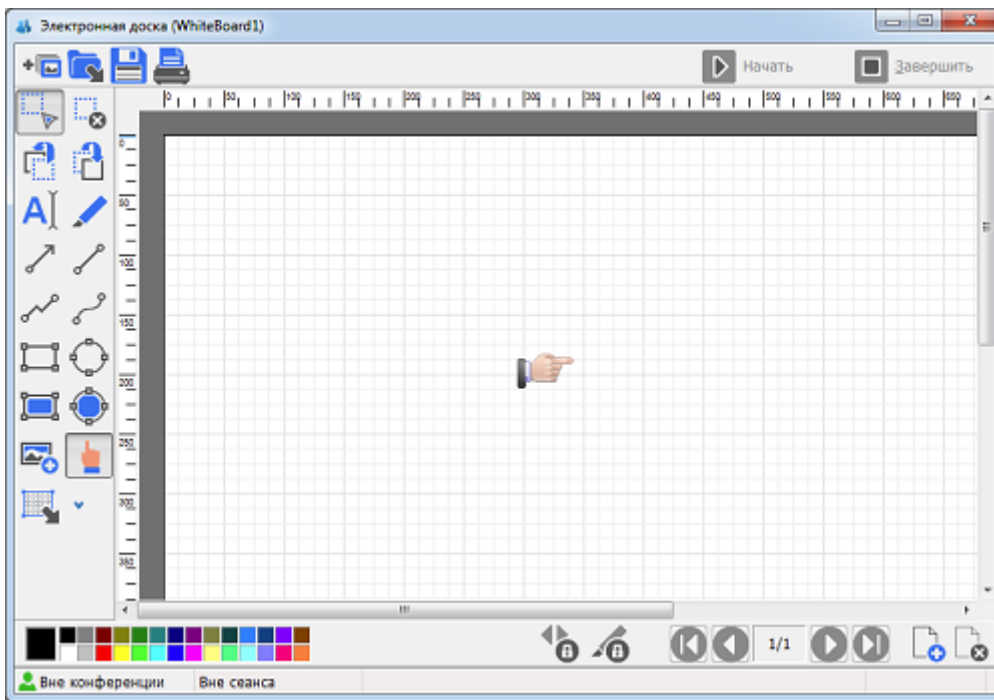 Электронная доска (WhiteBoard1)
Начать
Завершить
0 50 100 150 200 250 300 350 400 450 500 550 600 650
0
50
100
150
200
250
300
350
A
1/1
Вне конференции
Вне сеанса